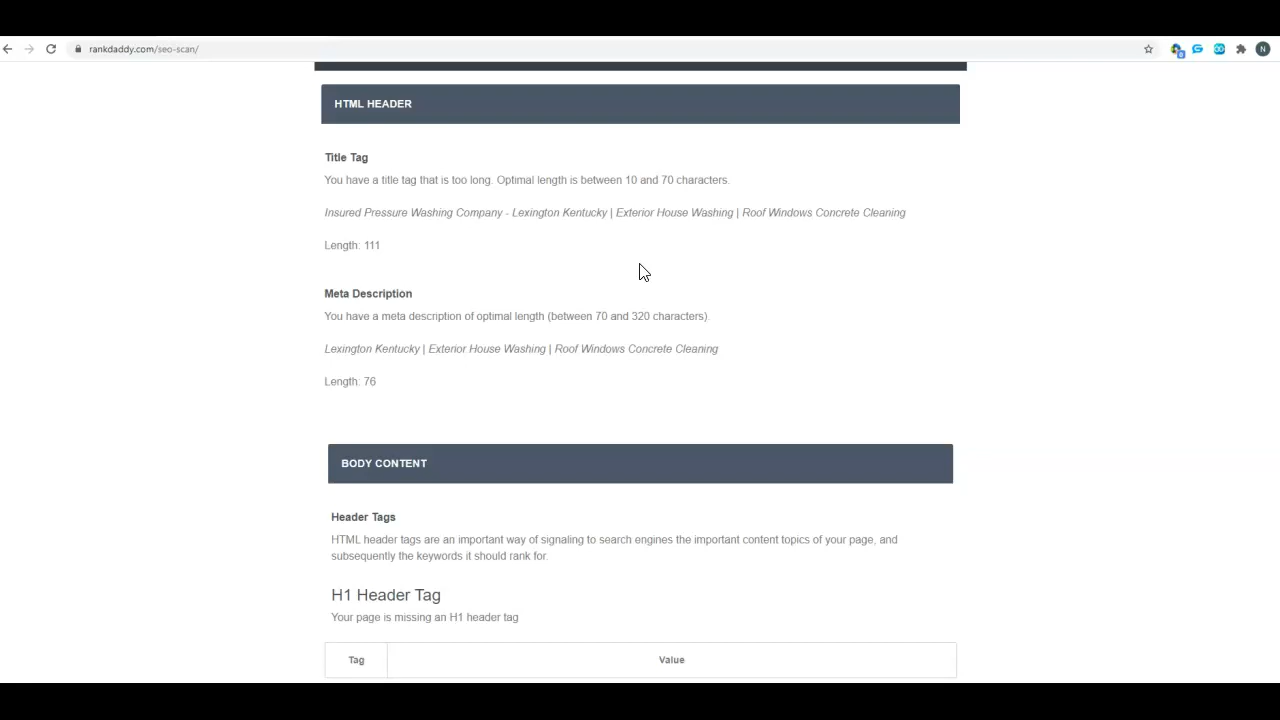 rankdaddy.com/seo-scan/
N
HTML HEADER
Title Tag
You have a title tag that is too long. Optimal length is between 10 and 70 characters.
Insured Pressure Washing Company - Lexington Kentucky | Exterior House Washing | Roof Windows Concrete Cleaning
Length: 111
Meta Description
You have a meta description of optimal length (between 70 and 320 characters).
Lexington Kentucky | Exterior House Washing | Roof Windows Concrete Cleaning
Length: 76
BODY CONTENT
Header Tags
HTML header tags are an important way of signaling to search engines the important content topics of your page, and
subsequently the keywords it should rank for.
H1 Header Tag
Your page is missing an H1 header tag
Tag Value